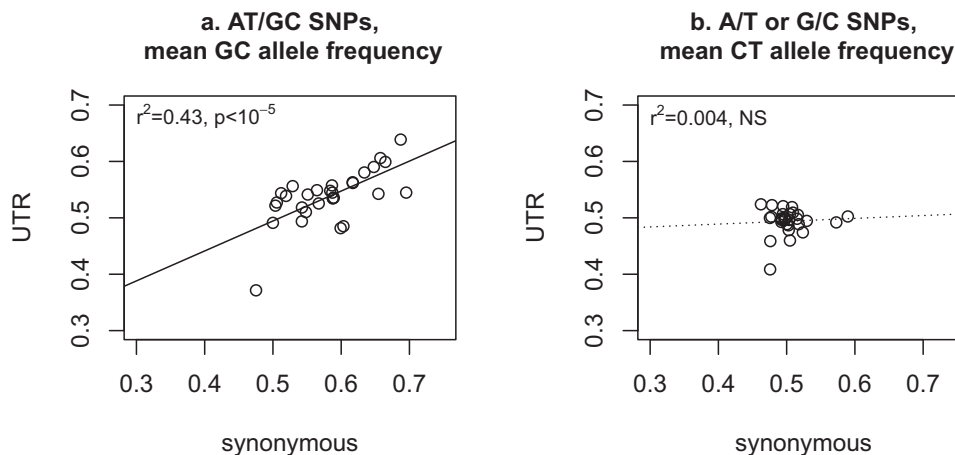 a. AT/GC SNPs,
mean GC allele frequency
r²=0.43, p<10⁻⁵
UTR
0.7
0.6
0.5
0.4
0.3
0.3 0.4 0.5 0.6 0.7
synonymous
b. A/T or G/C SNPs,
mean CT allele frequency
r²=0.004, NS
UTR
0.7
0.6
0.5
0.4
0.3
0.3 0.4 0.5 0.6 0.7
synonymous